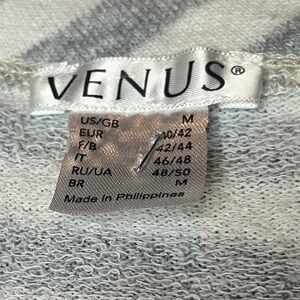 VENUS®
US/GB M
EUR 40/42
F/B 42/44
IT 46/48
RU/UA 48/50
BR M
Made in Philippines